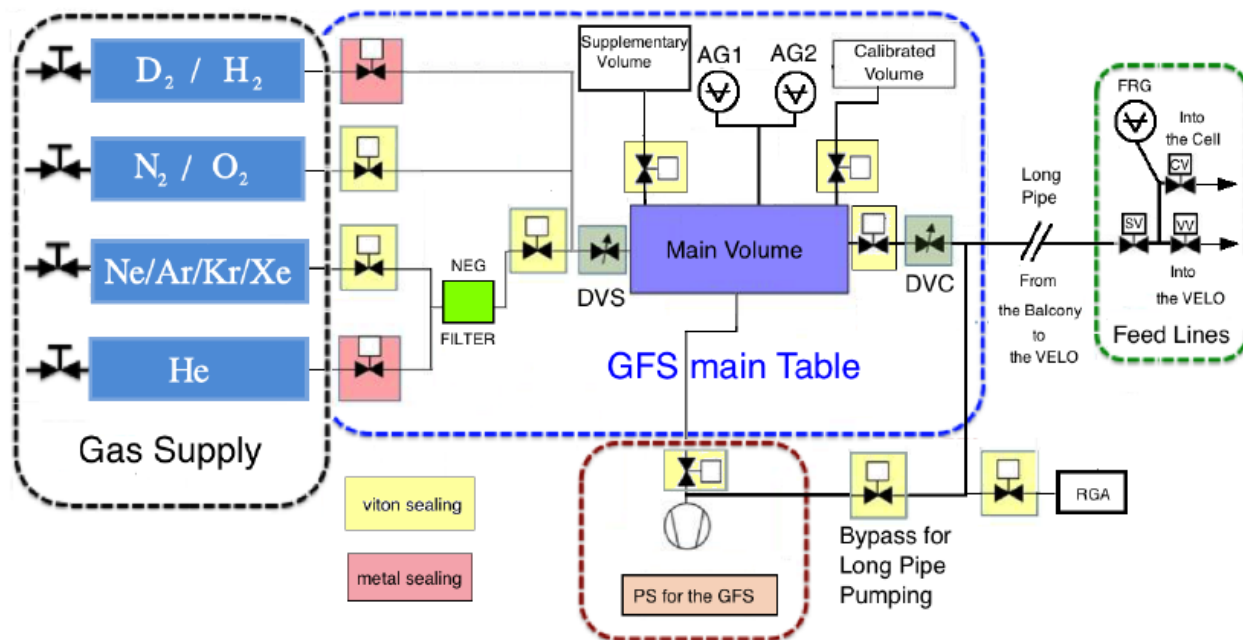 D2 / H2
N2 / O2
Ne/Ar/Kr/Xe
He
Gas Supply
Supplementary
Volume
AG1
AG2
Calibrated
Volume
NEG
FILTER
DVS
Main Volume
DVC
GFS main Table
Long
Pipe
From
the Balcony
to
the VELO
FRG
Into
the Cell
CV
SV
VV
Into
the VELO
Feed Lines
viton sealing
metal sealing
PS for the GFS
Bypass for
Long Pipe
Pumping
RGA